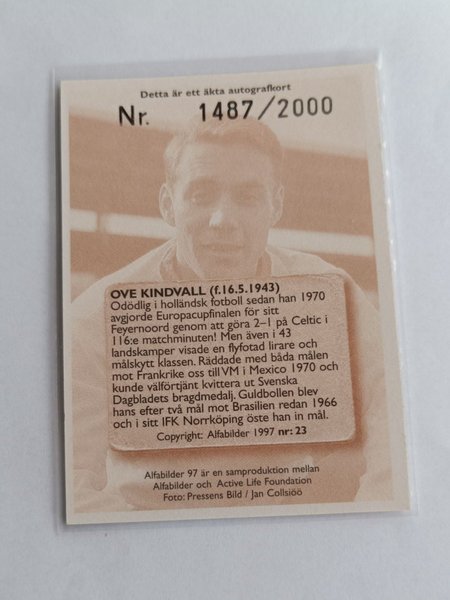 Detta är ett äkta autografkort
Nr. 1487/2000
OVE KINDVALL (f.16.5.1943)
Odödlig i holländsk fotboll sedan han 1970
avgjorde Europacupfinalen för sitt
Feyernoord genom att göra 2–1 på Celtic i
116:e matchminuten! Men även i 43
landskamper visade en flyfotad lirare och
målskytt klassen. Räddade med båda målen
mot Frankrike oss till VM i Mexico 1970 och
kunde välförtjänt kvittera ut Svenska
Dagbladets bragdmedalj. Guldbollen blev
hans efter två mål mot Brasilien redan 1966
och i sitt IFK Norrköping öste han in mål.
Copyright: Alfabilder 1997 nr: 23
Alfabilder 97 är en samproduktion mellan
Alfabilder och Active Life Foundation
Foto: Pressens Bild / Jan Collsiöö